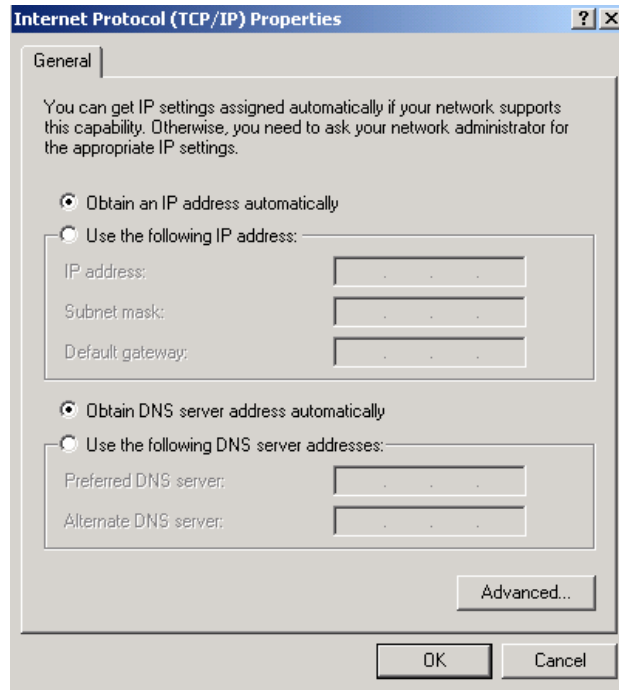 Internet Protocol (TCP/IP) Properties
General
You can get IP settings assigned automatically if your network supports
this capability. Otherwise, you need to ask your network administrator for
the appropriate IP settings.
Obtain an IP address automatically
Use the following IP address:
IP address:
Subnet mask:
Default gateway:
Obtain DNS server address automatically
Use the following DNS server addresses:
Preferred DNS server:
Alternate DNS server:
Advanced...
OK Cancel